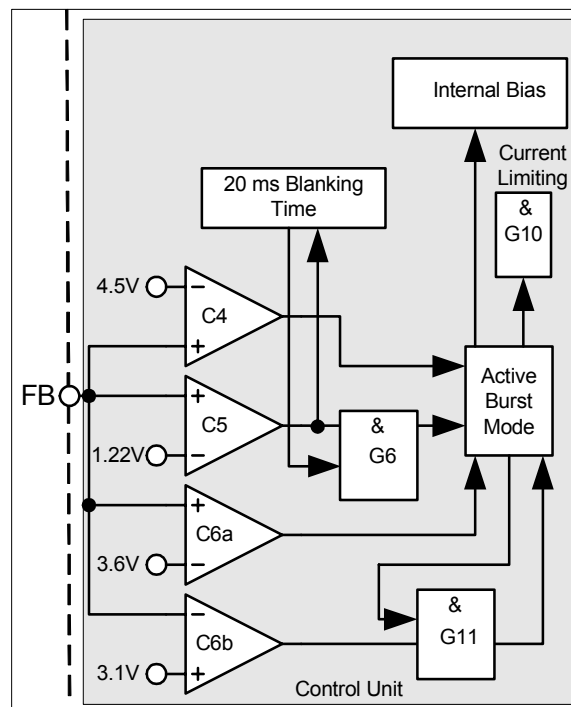 Internal Bias
Current
Limiting
&
G10
20 ms Blanking
Time
4.5V
−
C4
+
FB
+
C5
1.22V
−
&
G6
Active
Burst
Mode
+
C6a
3.6V
−
−
C6b
3.1V
+
&
G11
Control Unit